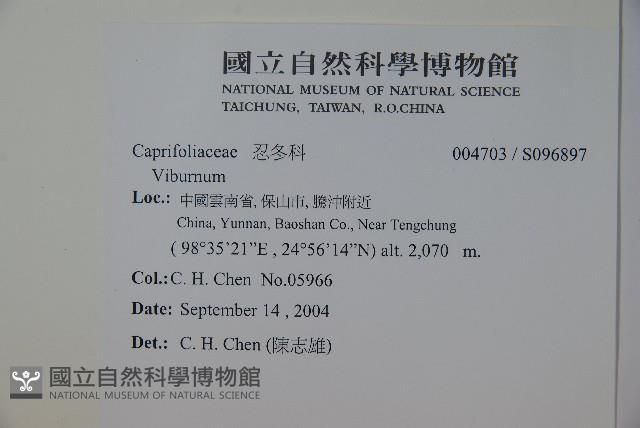 國立自然科學博物館
NATIONAL MUSEUM OF NATURAL SCIENCE
TAICHUNG, TAIWAN, R.O.CHINA
Caprifoliaceae 忍冬科 004703 / S096897
Viburnum
Loc.: 中國雲南省, 保山市, 騰沖附近
China, Yunnan, Baoshan Co., Near Tengchung
( 98°35’21”E , 24°56’14”N) alt. 2,070 m.
Col.: C. H. Chen No.05966
Date: September 14 , 2004
Det.: C. H. Chen (陳志雄)
國立自然科學博物館
NATIONAL MUSEUM OF NATURAL SCIENCE